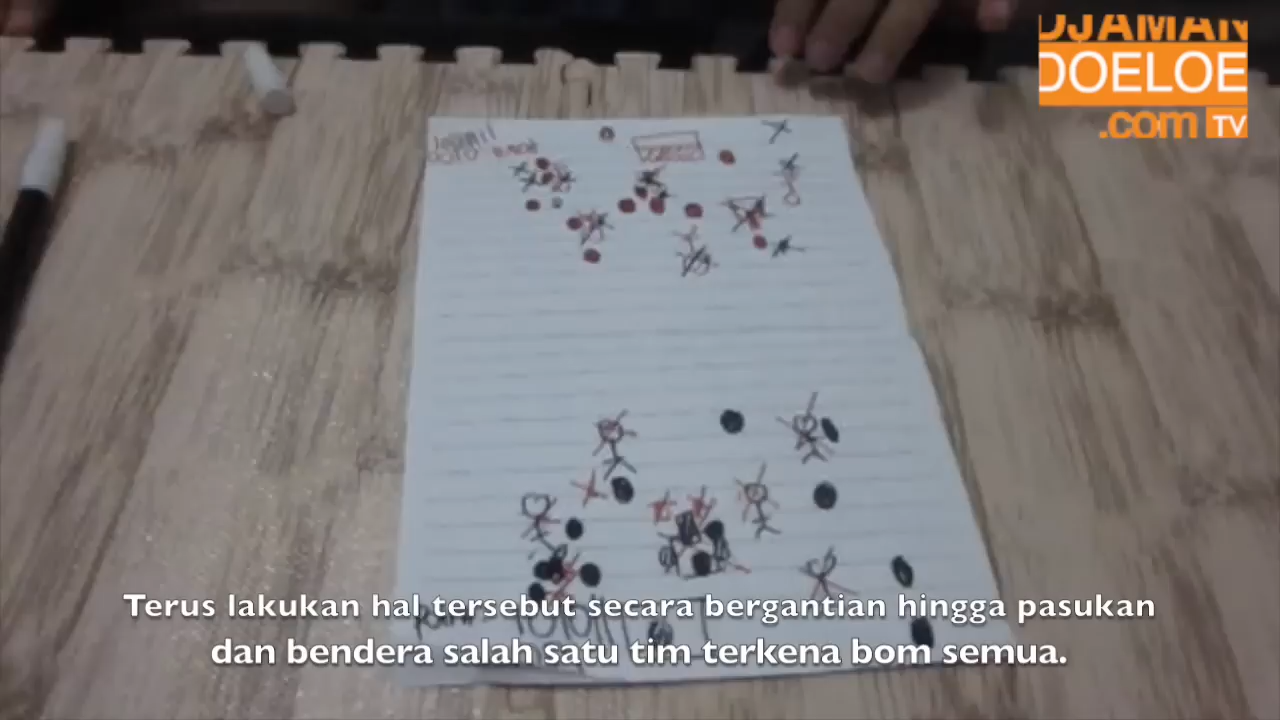 DJAMAN
DOELOE
.com TV
Terus lakukan hal tersebut secara bergantian hingga pasukan
dan bendera salah satu tim terkena bom semua.